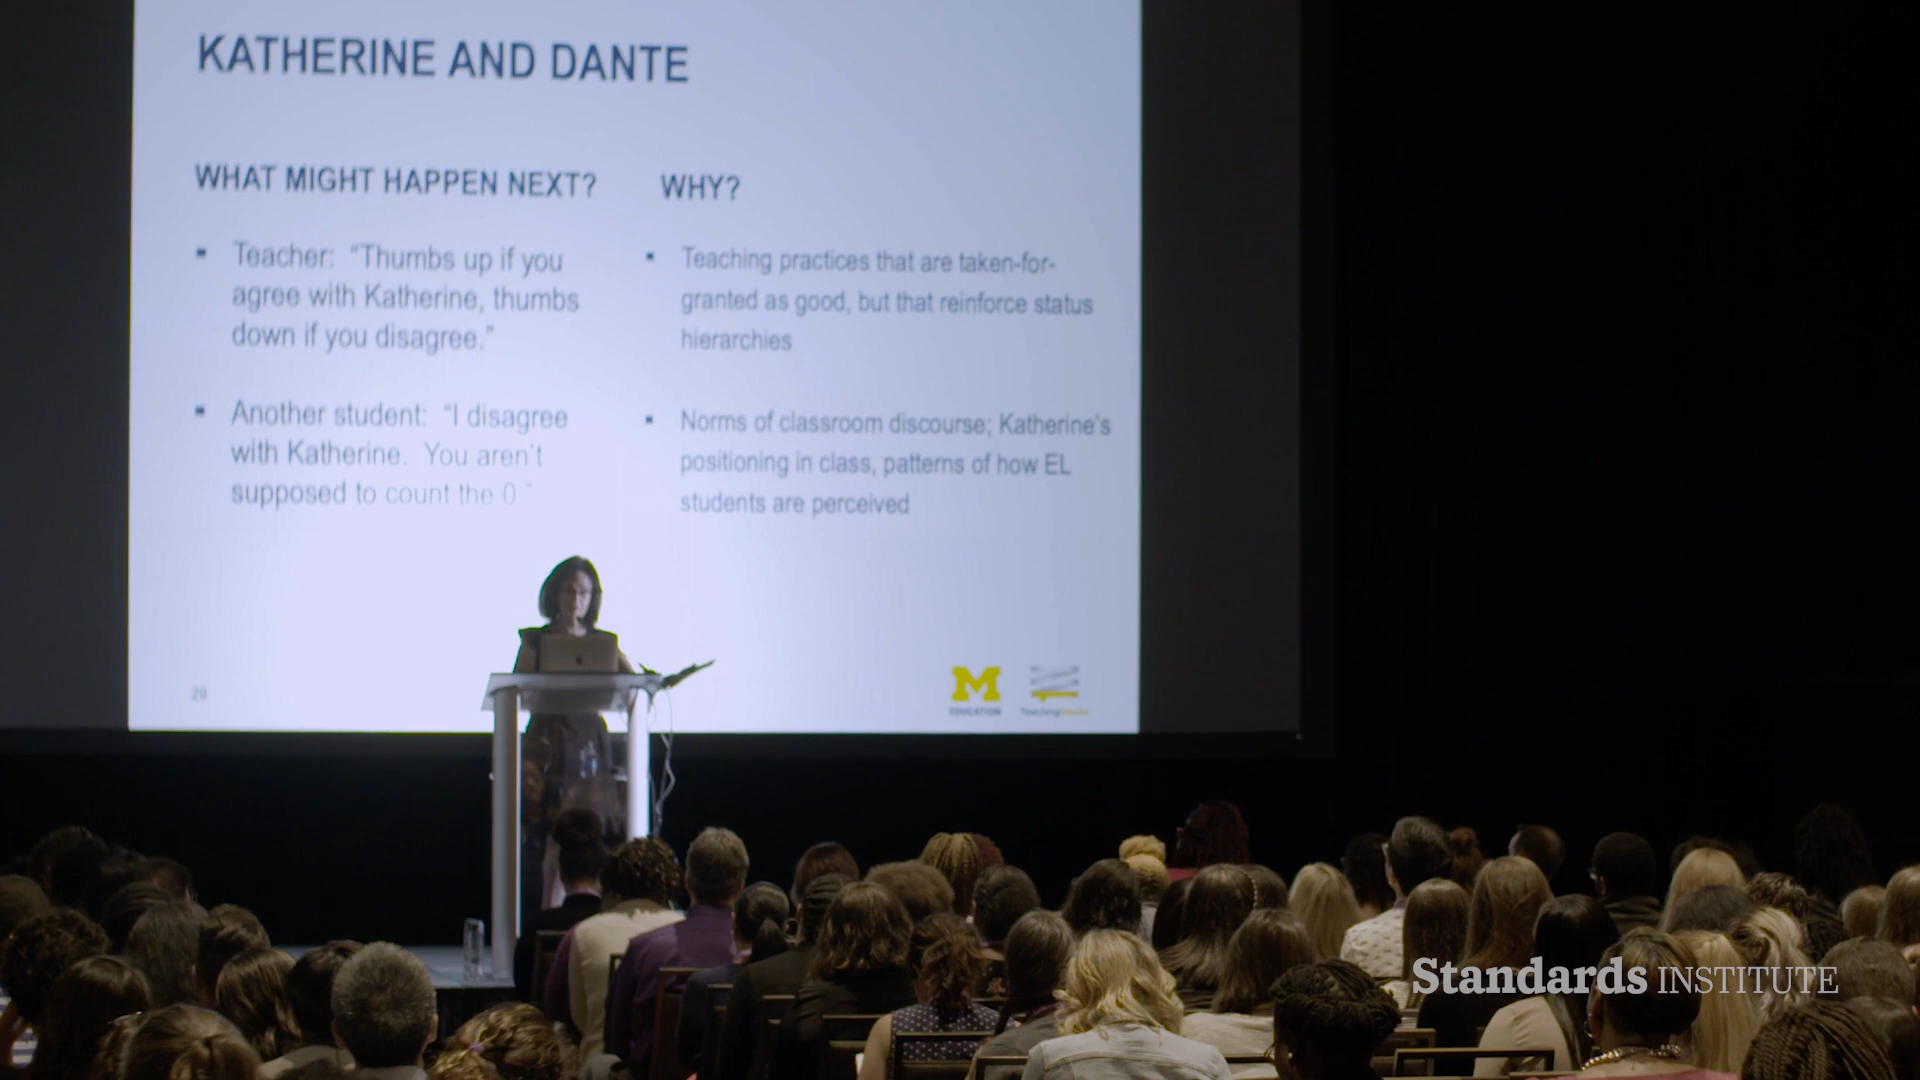 KATHERINE AND DANTE
WHAT MIGHT HAPPEN NEXT?
Teacher: "Thumbs up if you
agree with Katherine, thumbs
down if you disagree."
Another student: "I disagree
with Katherine. You aren't
supposed to count the 0."
WHY?
Teaching practices that are taken-for-
granted as good, but that reinforce status
hierarchies
Norms of classroom discourse; Katherine's
positioning in class, patterns of how EL
students are perceived
29
M
EDUCATION
TeachingWorks
Standards INSTITUTE